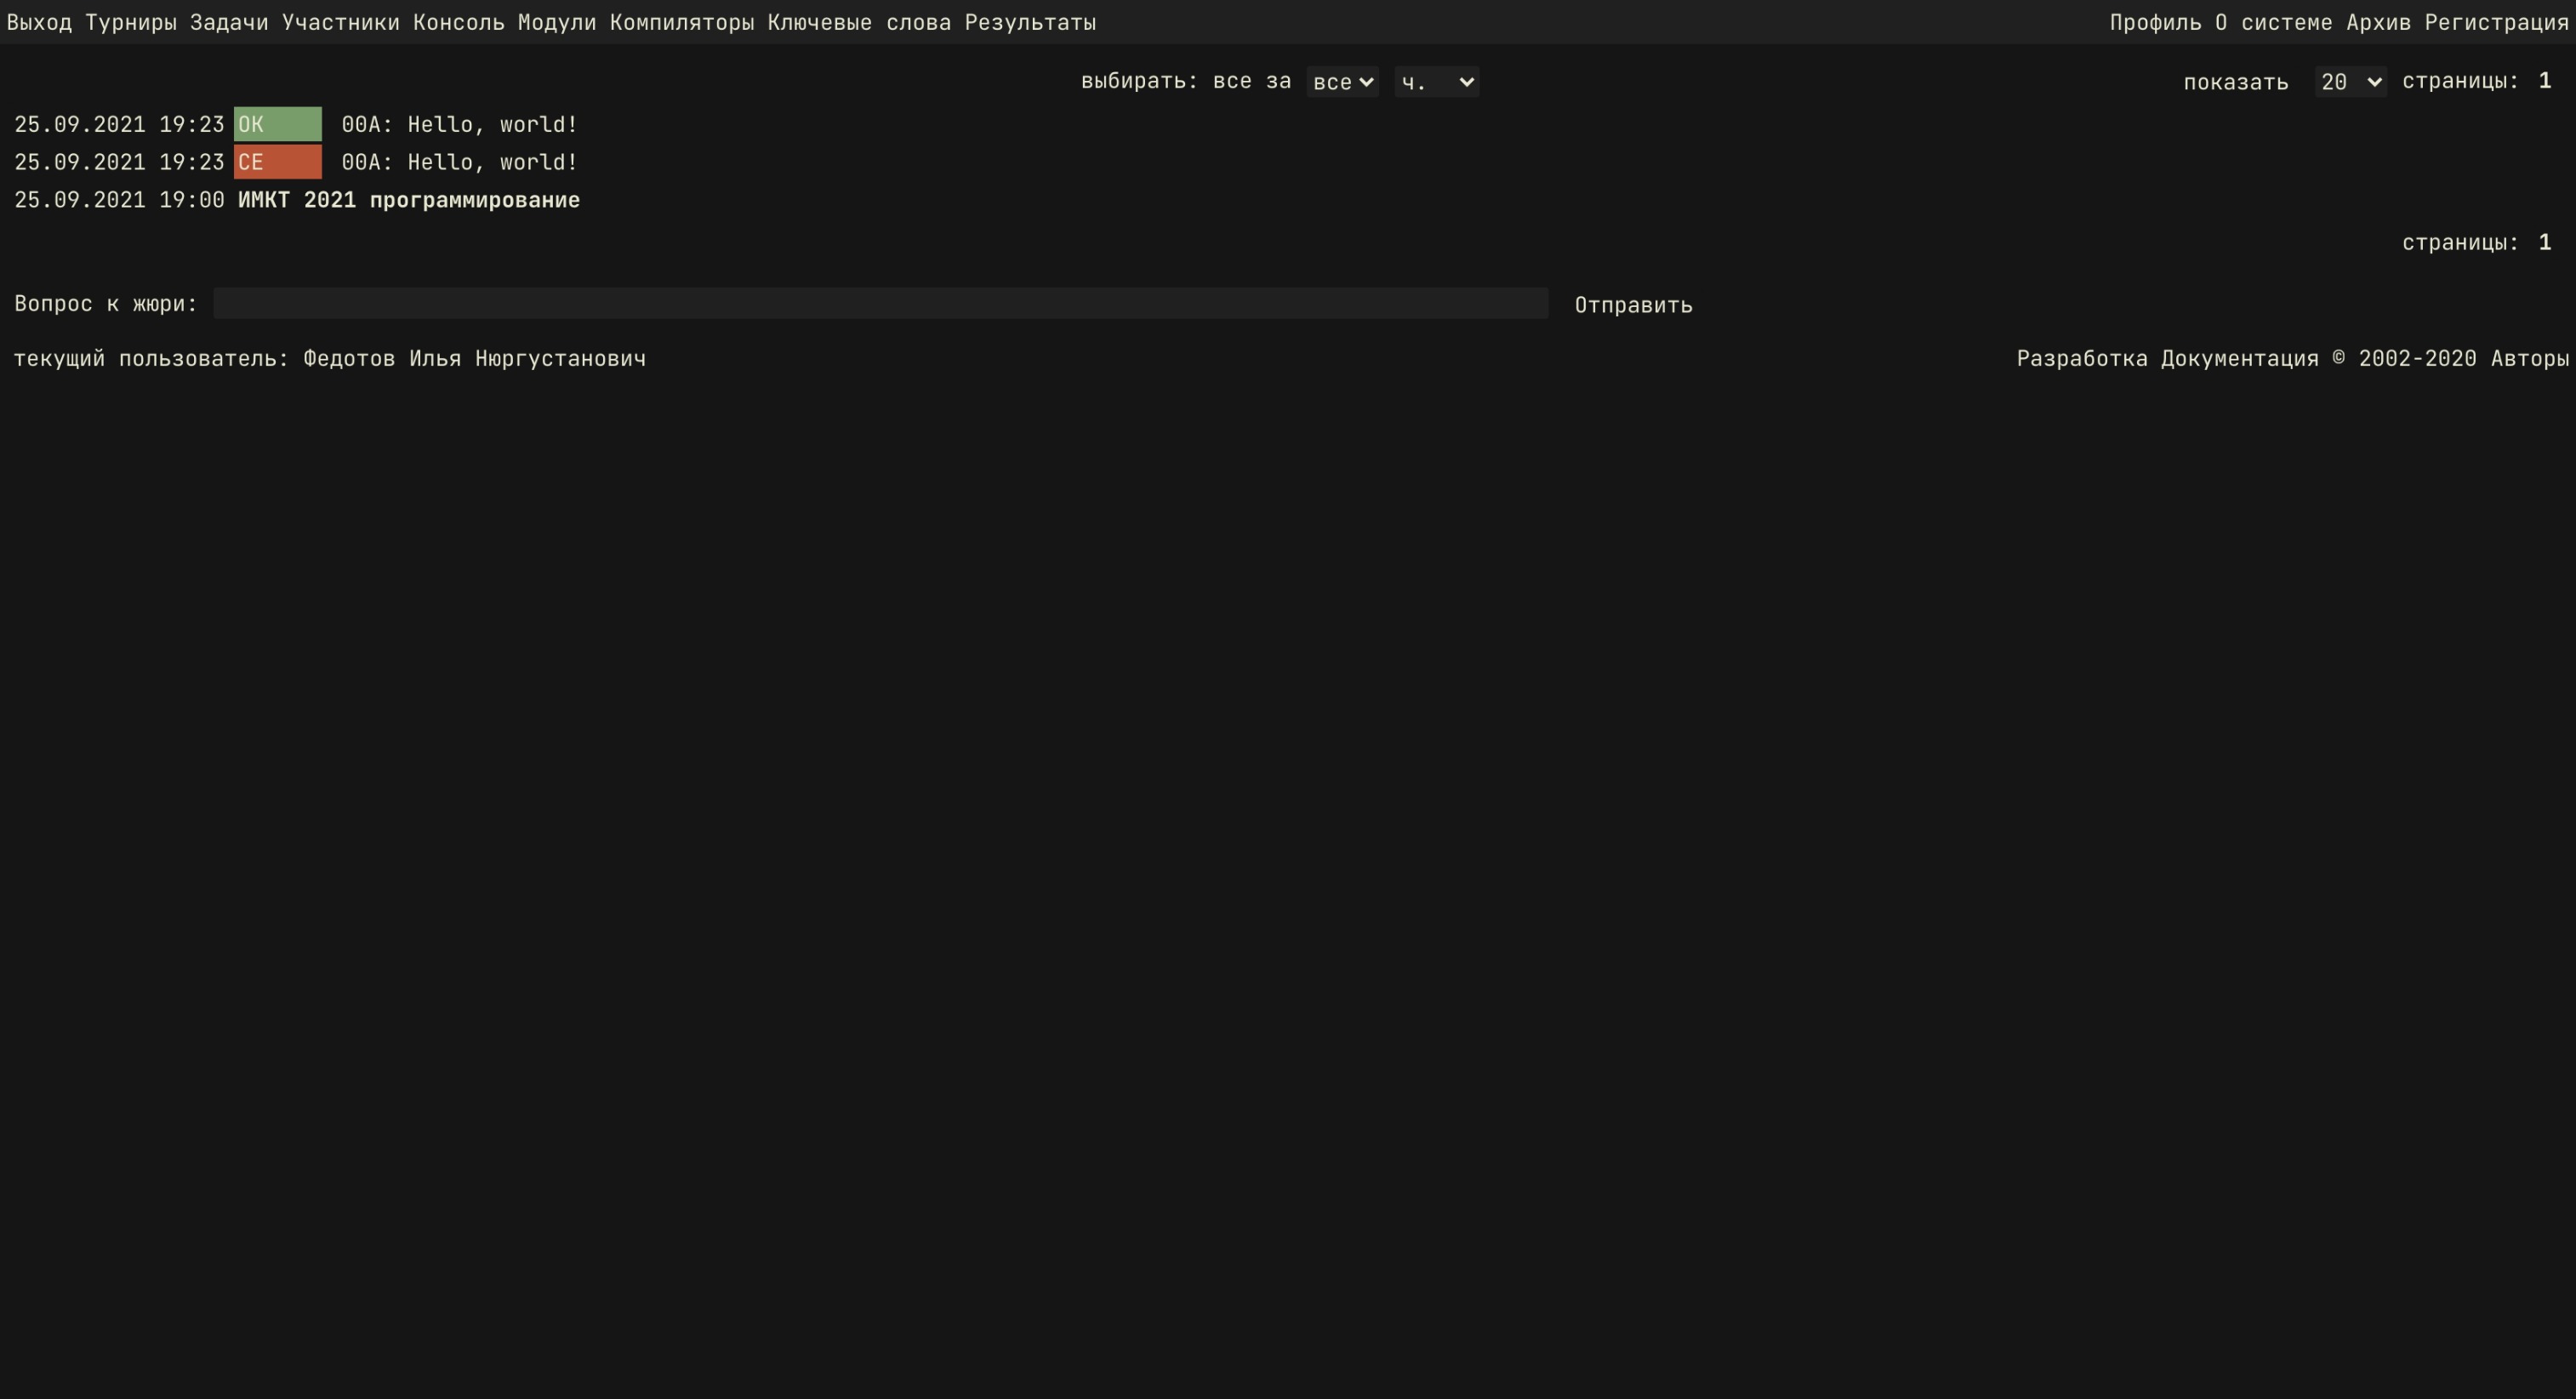 Выход Турниры Задачи Участники Консоль Модули Компиляторы Ключевые слова Результаты Профиль О системе Архив Регистрация
выбирать: все за все ч. показать 20 страницы: 1
25.09.2021 19:23 OK 00A: Hello, world!
25.09.2021 19:23 CE 00A: Hello, world!
25.09.2021 19:00 ИМКТ 2021 программирование
страницы: 1
Вопрос к жюри: Отправить
текущий пользователь: Федотов Илья Нюргустанович Разработка Документация © 2002-2020 Авторы